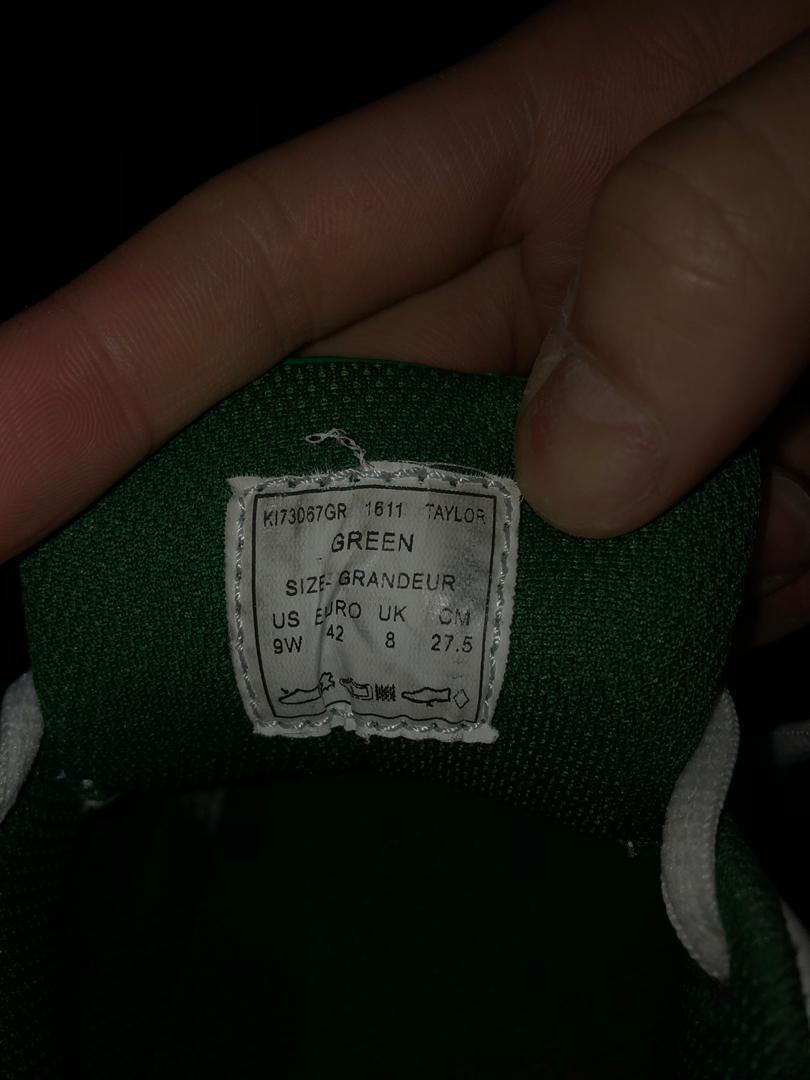 KI73067GR 1611 TAYLOR
GREEN
SIZE- GRANDEUR
US EURO UK CM
9W 42 8 27.5